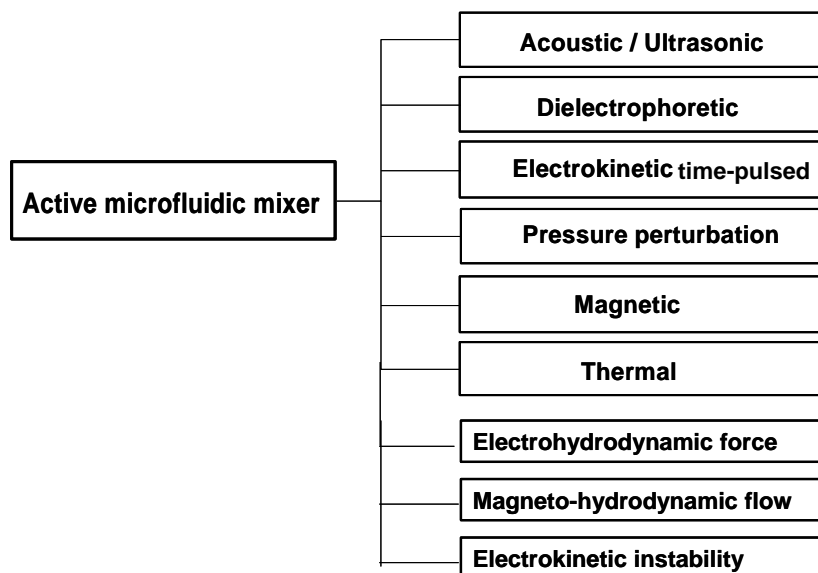 Acoustic / Ultrasonic
Dielectrophoretic
Electrokinetic time-pulsed
Active microfluidic mixer
Pressure perturbation
Magnetic
Thermal
Electrohydrodynamic force
Magneto-hydrodynamic flow
Electrokinetic instability